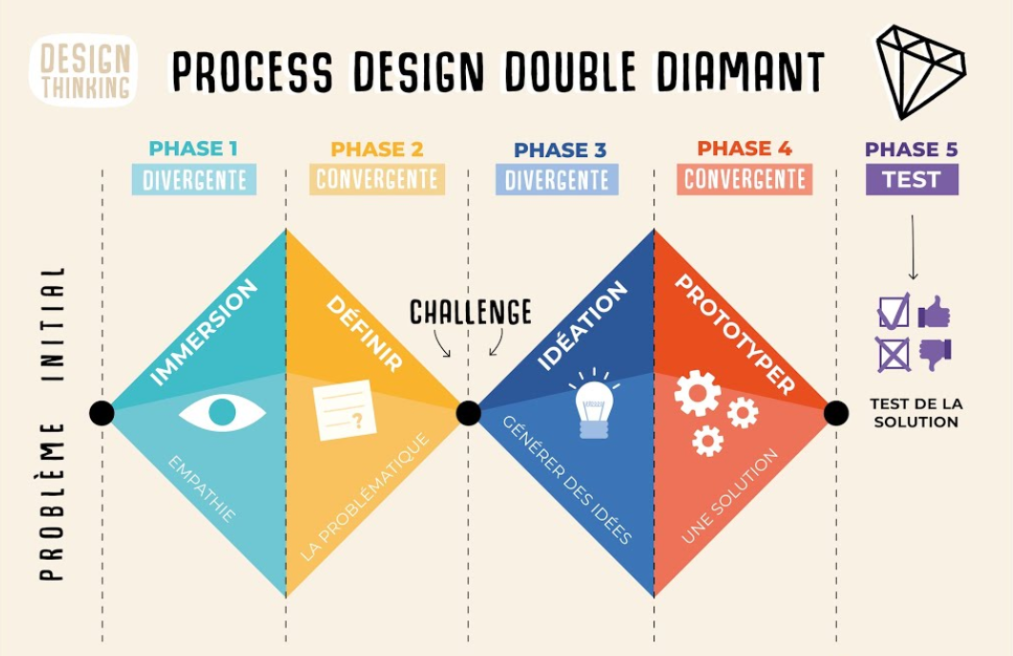 DESIGN
THINKING
PROCESS DESIGN DOUBLE DIAMANT
PHASE 1
DIVERGENTE
PHASE 2
CONVERGENTE
PHASE 3
DIVERGENTE
PHASE 4
CONVERGENTE
PHASE 5
TEST
PROBLÈME INITIAL
IMMERSION
EMPATHIE
DÉFINIR
?
LA PROBLÉMATIQUE
CHALLENGE
IDÉATION
GÉNÉRER DES IDÉES
PROTOTYPER
UNE SOLUTION
TEST DE LA
SOLUTION